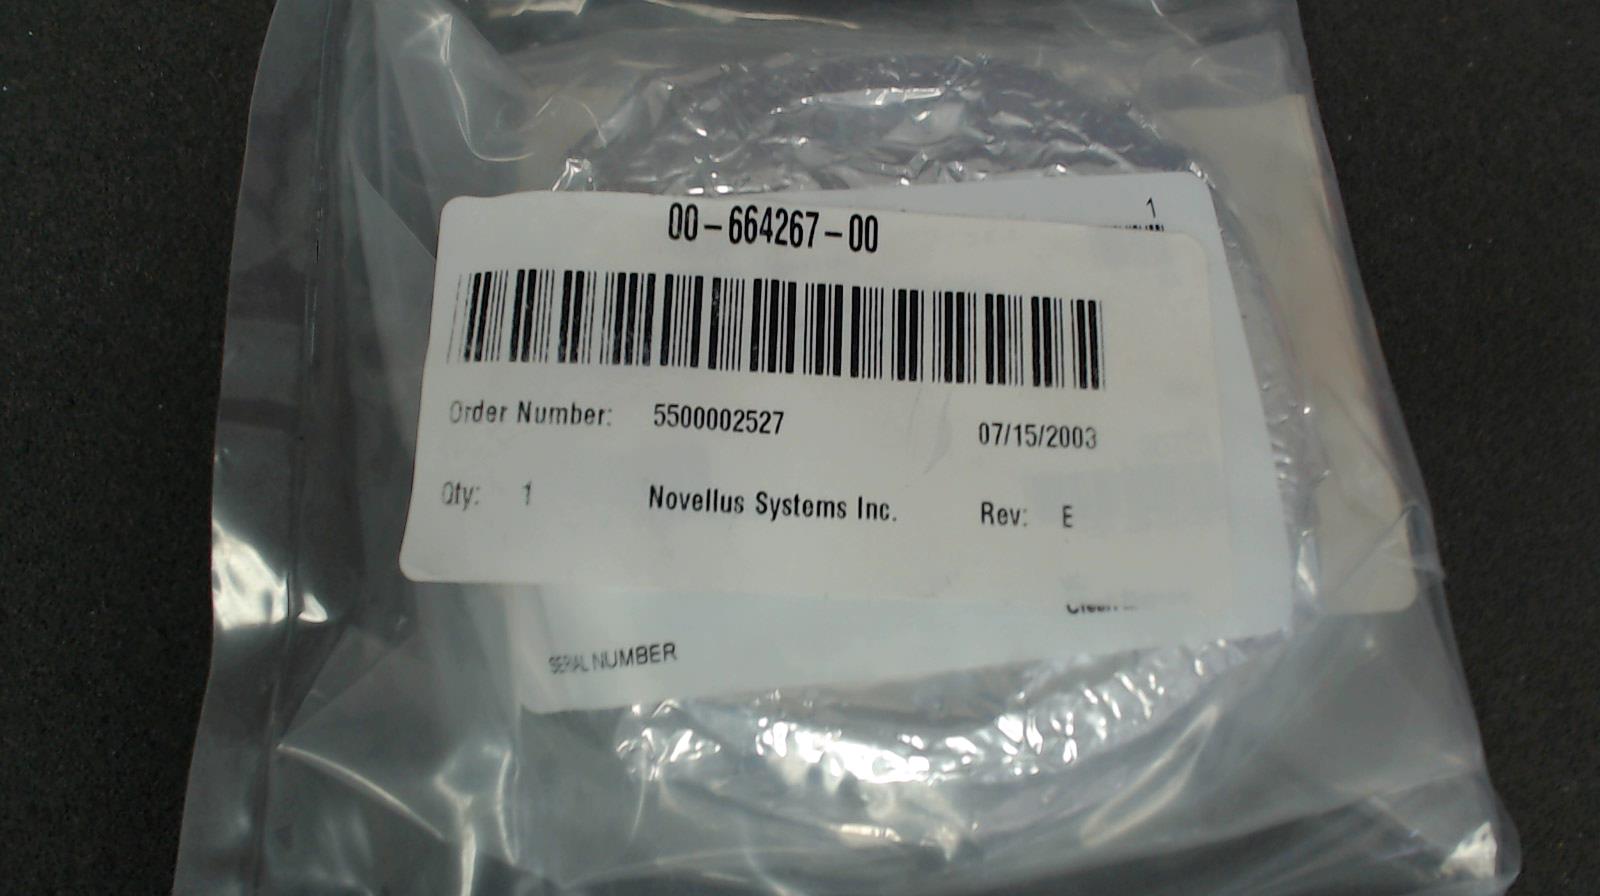 1
00-664267-00
Order Number: 5500002527 07/15/2003
Qty: 1 Novellus Systems Inc. Rev: E
SERIAL NUMBER